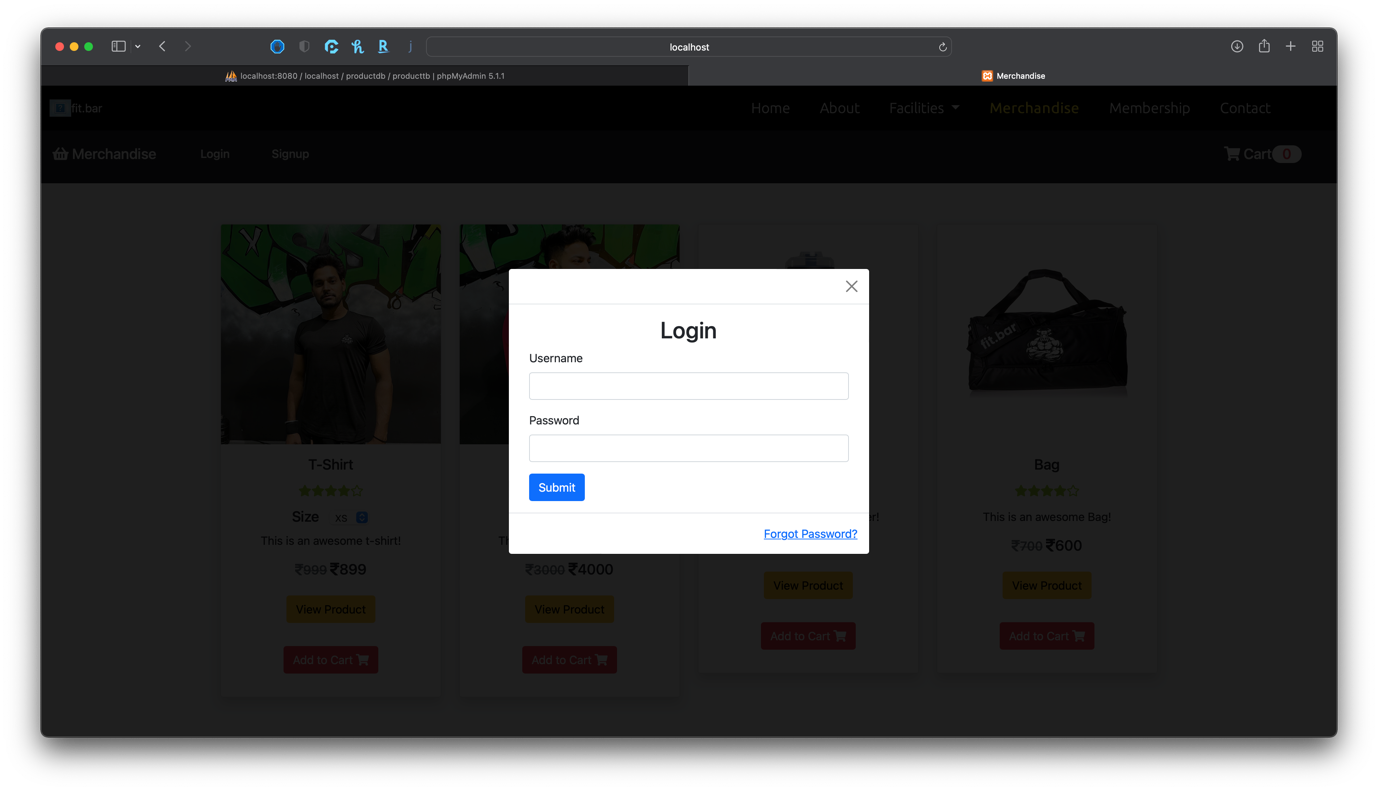 localhost
localhost:8080 / localhost / productdb / producttb | phpMyAdmin 5.1.1
Merchandise
fit.bar
Home About Facilities Merchandise Membership Contact
Merchandise Login Signup
Cart 0
fit.bar
Login
Username
Password
Submit
Forgot Password?
T-Shirt
Size XS
This is an awesome t-shirt!
₹999 ₹899
View Product
Add to Cart
₹3000 ₹4000
View Product
Add to Cart
View Product
Add to Cart
Bag
This is an awesome Bag!
₹700 ₹600
View Product
Add to Cart